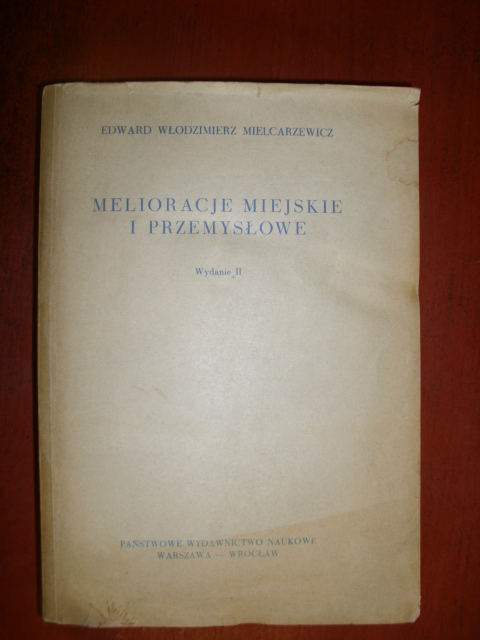 EDWARD WŁODZIMIERZ MIELCARZEWICZ
MELIORACJE MIEJSKIE
I PRZEMYSŁOWE
Wydanie II
PAŃSTWOWE WYDAWNICTWO NAUKOWE
WARSZAWA — WROCŁAW